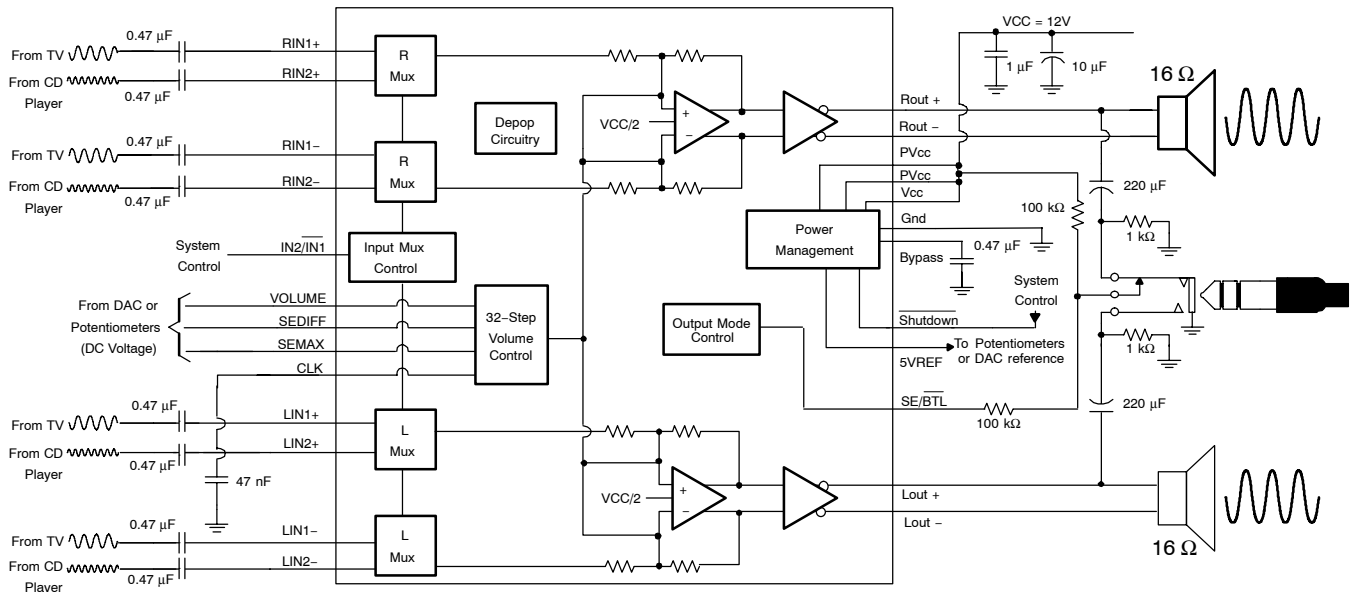 VCC = 12V
0.47 μF
RIN1+
From TV
R
Mux
1 μF
10 μF
16 Ω
From CD
Player
RIN2+
0.47 μF
Depop
Circuitry
VCC/2
+
−
Rout +
Rout −
0.47 μF
RIN1−
From TV
R
Mux
PVcc
From CD
Player
RIN2−
0.47 μF
PVcc
Vcc
220 μF
100 kΩ
1 kΩ
System
Control
IN2/IN1
Input Mux
Control
Power
Management
Gnd
Bypass
0.47 μF
System
Control
From DAC or
Potentiometers
(DC Voltage)
VOLUME
SEDIFF
SEMAX
CLK
32−Step
Volume
Control
Output Mode
Control
Shutdown
To Potentiometers
or DAC reference
5VREF
1 kΩ
SE/BTL
100 kΩ
220 μF
0.47 μF
LIN1+
From TV
L
Mux
From CD
Player
LIN2+
0.47 μF
47 nF
VCC/2
+
−
Lout +
Lout −
16 Ω
0.47 μF
LIN1−
From TV
L
Mux
From CD
Player
LIN2−
0.47 μF